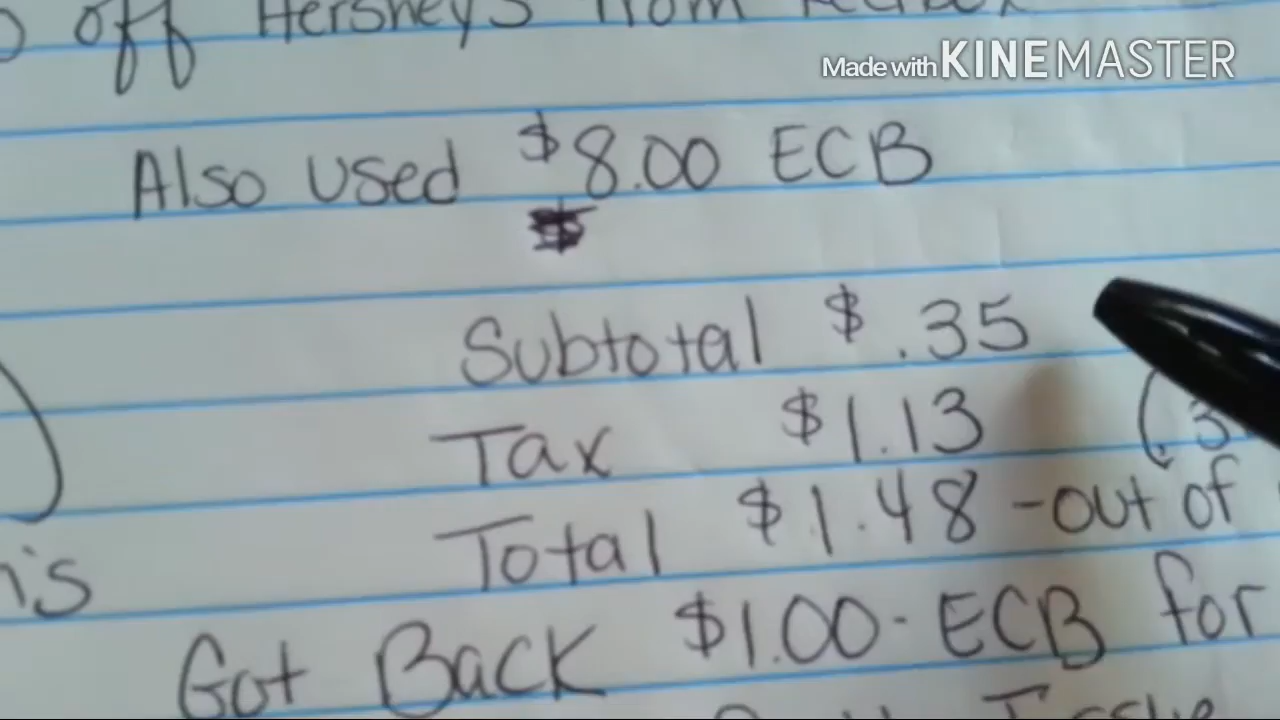 off Hershey's from
Made with KINEMASTER
Also used $8.00 ECB
$
Subtotal $.35
Tax $1.13 (.3
Total $1.48 -out of
Got Back $1.00- ECB for